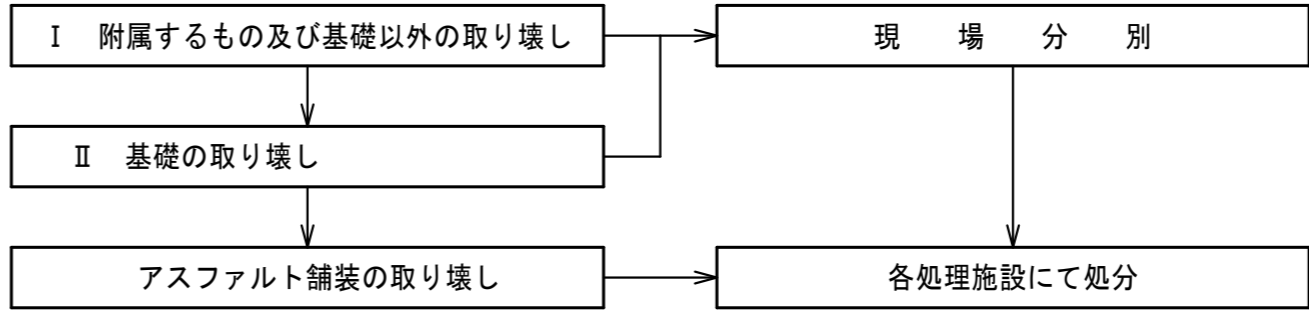 Ⅰ 附属するもの及び基礎以外の取り壊し
現場分別
Ⅱ 基礎の取り壊し
アスファルト舗装の取り壊し
各処理施設にて処分